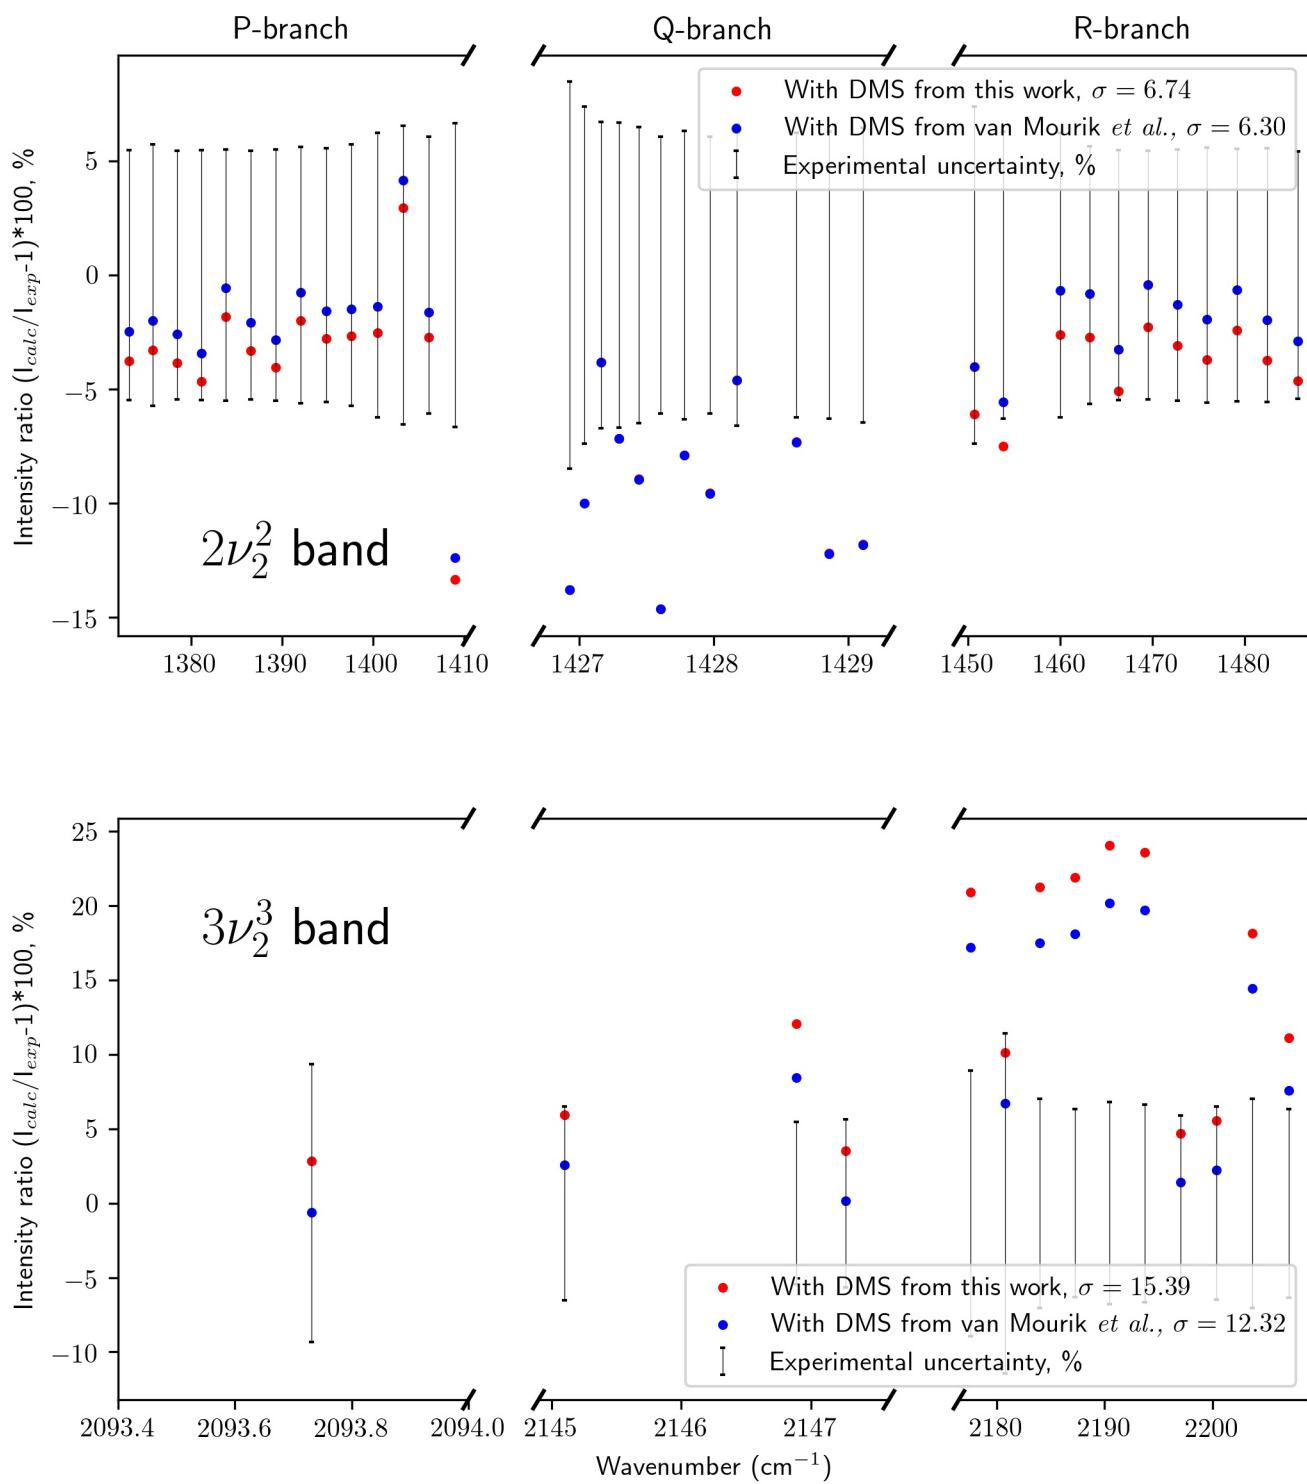 P-branch Q-branch R-branch
With DMS from this work, σ = 6.74
With DMS from van Mourik et al., σ = 6.30
Experimental uncertainty, %
Intensity ratio (I_calc/I_exp-1)*100, %
5
0
−5
−10
−15
2ν₂² band
1380 1390 1400 1410 1427 1428 1429 1450 1460 1470 1480
25
20
15
10
5
0
−5
−10
Intensity ratio (I_calc/I_exp-1)*100, %
3ν₂³ band
With DMS from this work, σ = 15.39
With DMS from van Mourik et al., σ = 12.32
Experimental uncertainty, %
2093.4 2093.6 2093.8 2094.0 2145 2146 2147 2180 2190 2200
Wavenumber (cm⁻¹)